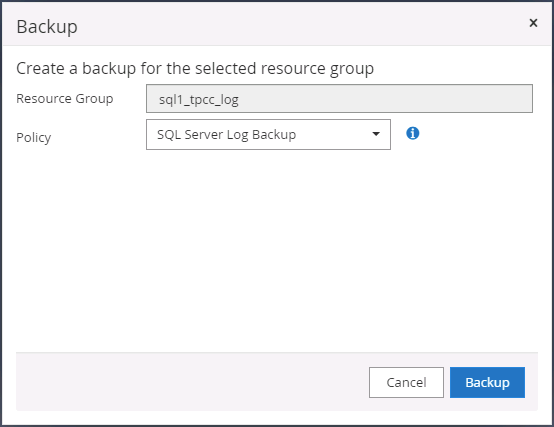 Backup
×
Create a backup for the selected resource group
Resource Group
sql1_tpcc_log
Policy
SQL Server Log Backup
i
Cancel
Backup